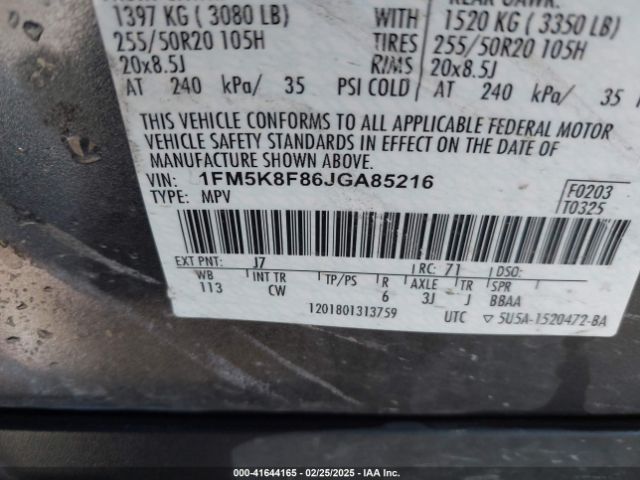 1397 KG ( 3080 LB) WITH 1520 KG ( 3350 LB)
255/50R20 105H TIRES 255/50R20 105H
20x8.5J RIMS 20x8.5J
AT 240 kPa/ 35 PSI COLD AT 240 kPa/ 35
THIS VEHICLE CONFORMS TO ALL APPLICABLE FEDERAL MOTOR
VEHICLE SAFETY STANDARDS IN EFFECT ON THE DATE OF
MANUFACTURE SHOWN ABOVE.
VIN: 1FM5K8F86JGA85216 F0203
TYPE: MPV T0325
EXT PNT: J7 RC: 71 DSO:
WB INT TR TP/PS R AXLE TR SPR
113 CW 6 3J J BBAA
1201801313759 UTC ▽ 5U5A-1520472-BA
© STOCK# - 41644165 | 02/25/2025 - IAA INC.